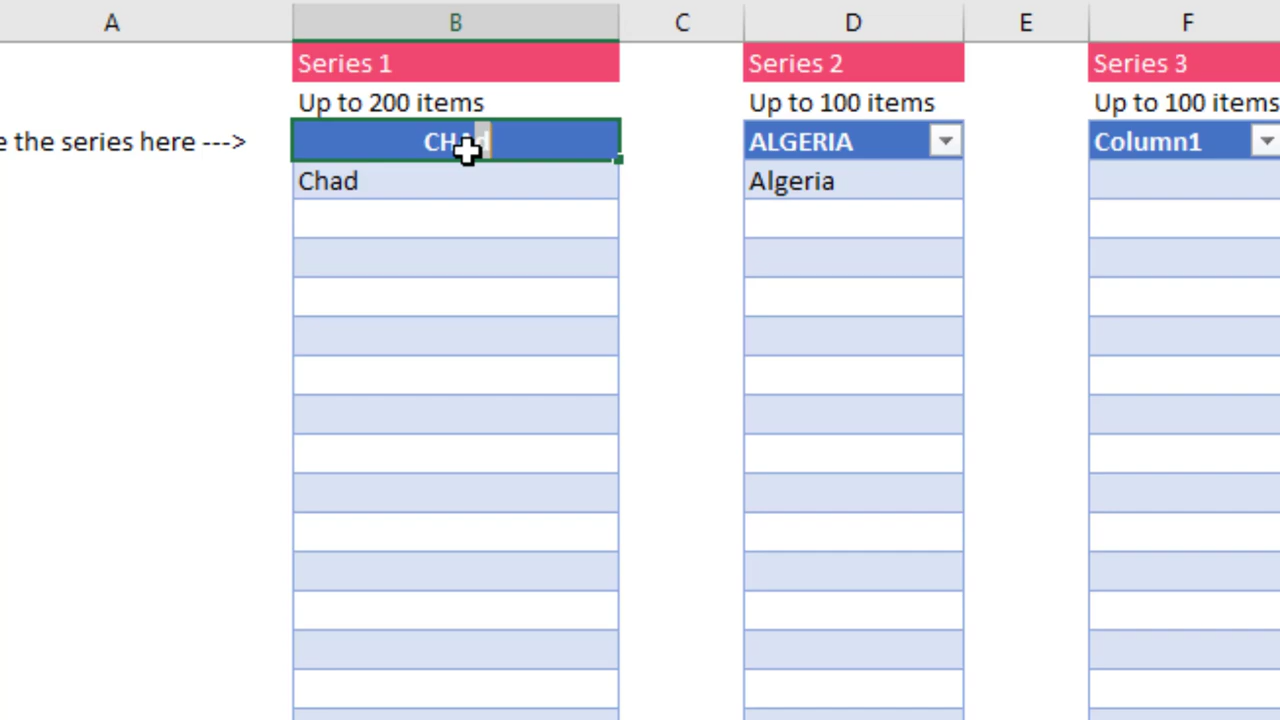 A B C D E F
Series 1 Series 2 Series 3
Up to 200 items Up to 100 items Up to 100 items
e the series here ---> CHAd ALGERIA Column1
Chad Algeria